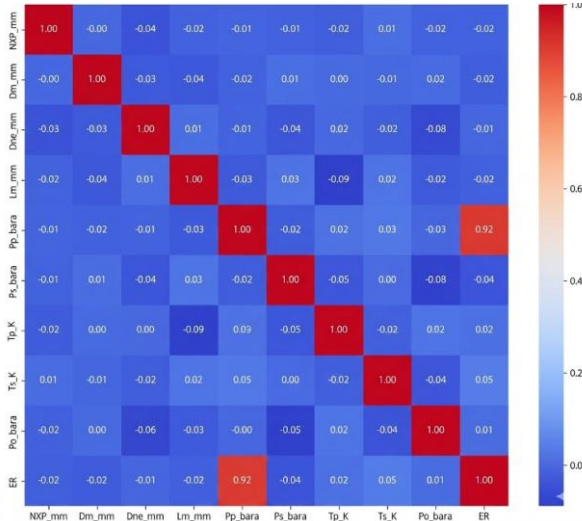 NXP_mm 1.00 -0.00 -0.04 -0.02 -0.01 -0.01 -0.02 0.01 -0.02 -0.02
Dm_mm -0.00 1.00 -0.03 -0.04 -0.02 0.01 0.00 -0.01 0.02 -0.02
Dne_mm -0.03 -0.03 1.00 0.01 -0.01 -0.04 0.02 -0.02 -0.08 -0.01
Lm_mm -0.02 -0.04 0.01 1.00 -0.03 0.03 -0.09 0.02 -0.02 -0.02
Pp_bara -0.01 -0.02 -0.01 -0.03 1.00 -0.02 0.02 0.03 -0.03 0.92
Ps_bara -0.01 0.01 -0.04 0.03 -0.02 1.00 -0.05 0.00 -0.08 -0.04
Tp_K -0.02 0.00 0.00 -0.09 0.09 -0.05 1.00 -0.02 0.02 0.02
Ts_K 0.01 -0.01 -0.02 0.02 0.05 0.00 -0.02 1.00 -0.04 0.05
Po_bara -0.02 0.00 -0.06 -0.03 -0.00 -0.05 0.02 -0.04 1.00 0.01
ER -0.02 -0.02 -0.01 -0.02 0.92 -0.04 0.02 0.05 0.01 1.00
NXP_mm Dm_mm Dne_mm Lm_mm Pp_bara Ps_bara Tp_K Ts_K Po_bara ER
1.0
0.8
0.6
0.4
0.2
0.0